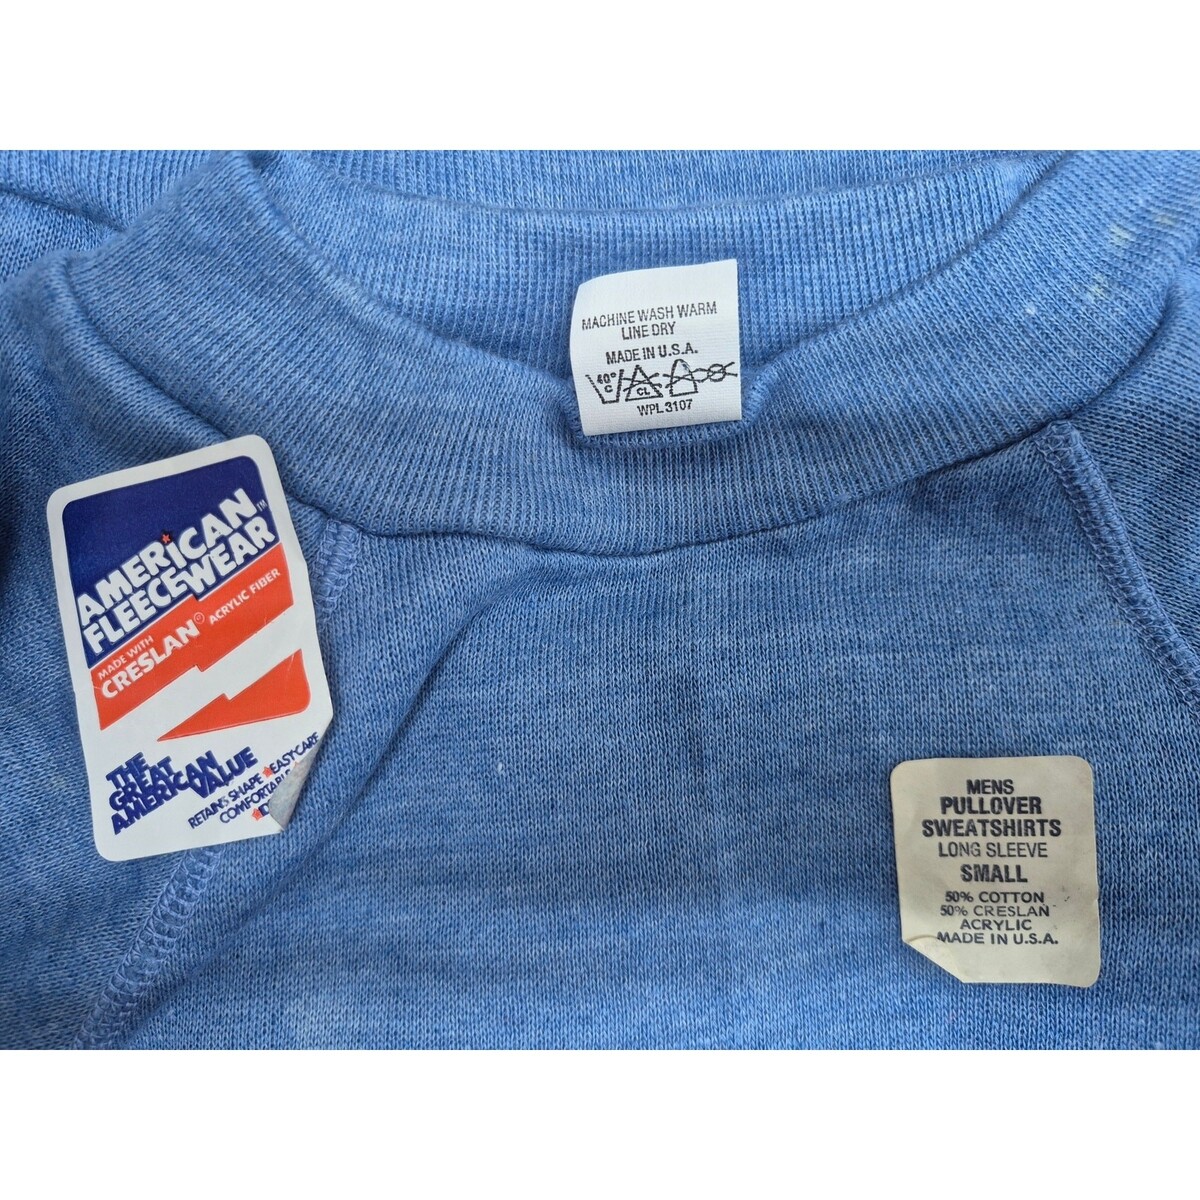 MACHINE WASH WARM
LINE DRY
MADE IN U.S.A.
40°
C
CL
WPL 3107
AMERICAN™
FLEECEWEAR
MADE WITH
CRESLAN® ACRYLIC FIBER
THE
GREAT
AMERICAN
VALUE
RETAINS SHAPE ★EASY CARE
MENS
PULLOVER
SWEATSHIRTS
LONG SLEEVE
SMALL
50% COTTON
50% CRESLAN
ACRYLIC
MADE IN U.S.A.